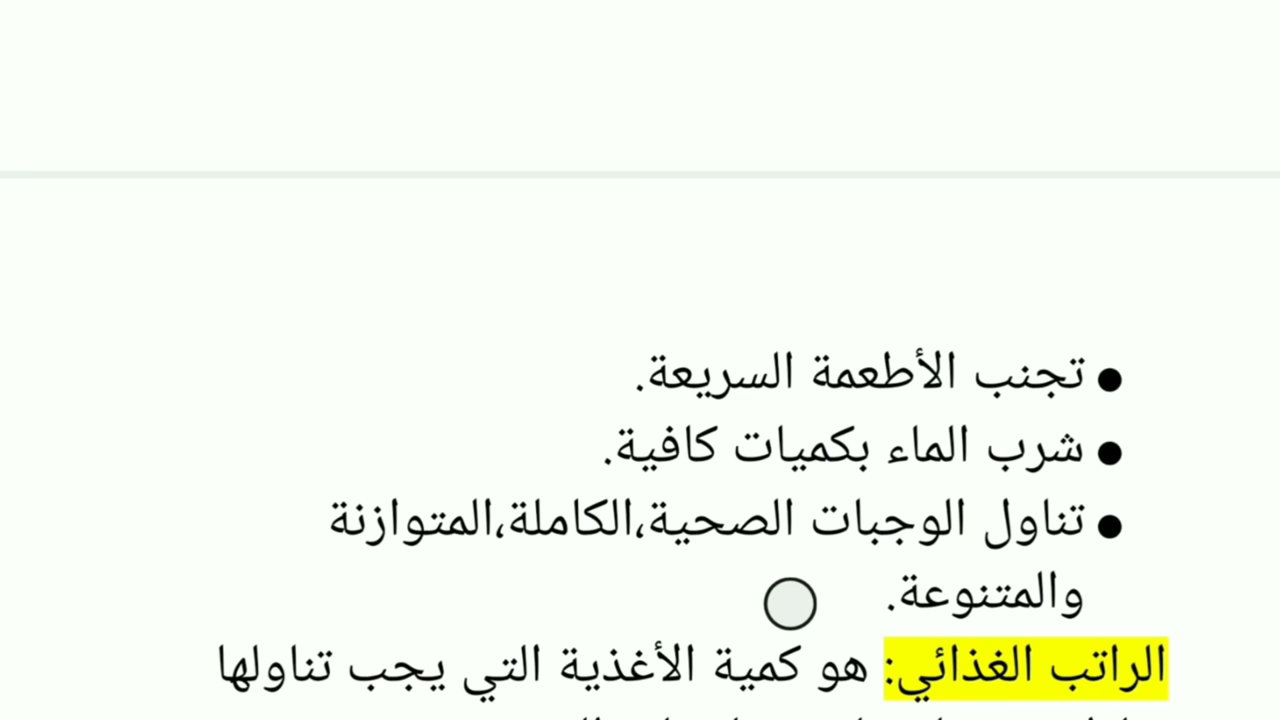 ● تجنب الأطعمة السريعة.
● شرب الماء بكميات كافية.
● تناول الوجبات الصحية،الكاملة،المتوازنة
والمتنوعة.
الراتب الغذائي: هو كمية الأغذية التي يجب تناولها